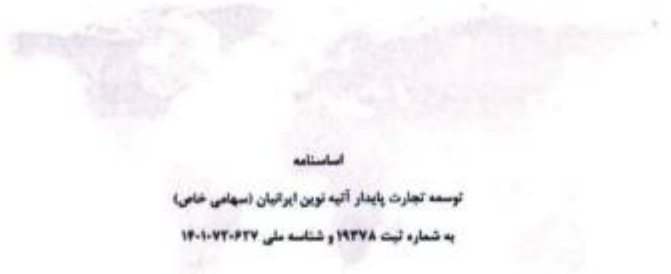 اساسنامه
توسعه تجارت پایدار آتیه نوین ایرانیان (سهامی خاص)
به شماره ثبت ۱۹۳۷۸ و شناسه ملی ۱۴۰۱۰۷۲۰۶۲۷